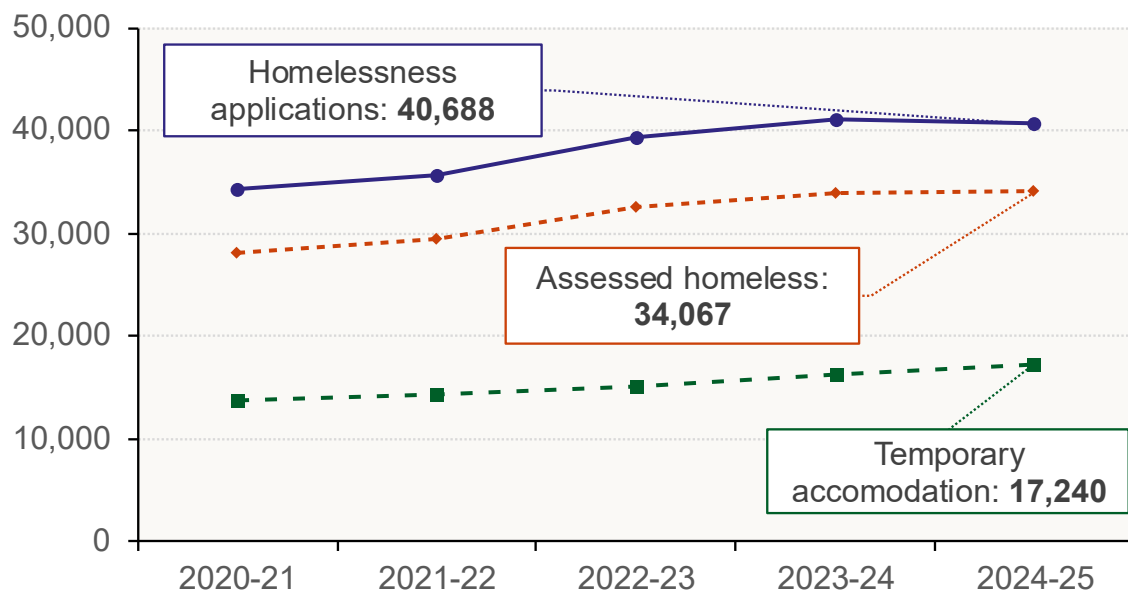 50,000
Homelessness
applications: 40,688
40,000
30,000
Assessed homeless:
34,067
20,000
10,000
Temporary
accomodation: 17,240
0
2020-21 2021-22 2022-23 2023-24 2024-25